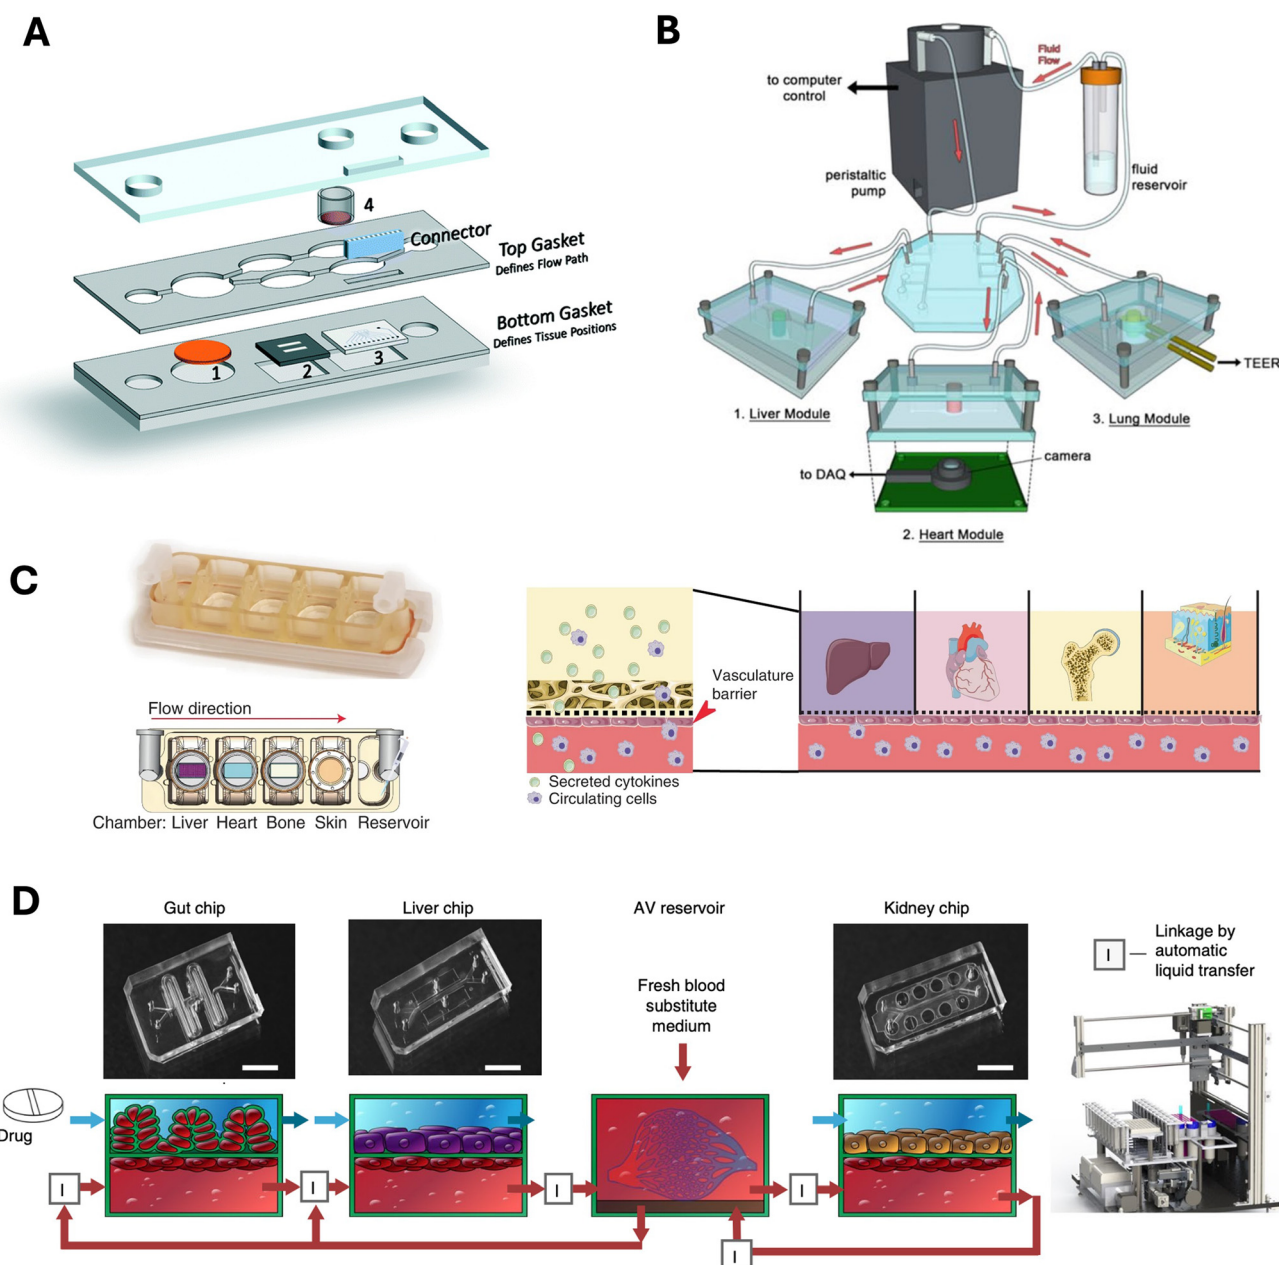 A
4
Connector
Top Gasket
Defines Flow Path
Bottom Gasket
Defines Tissue Positions
1
2
3
B
Fluid
Flow
to computer
control
peristaltic
pump
fluid
reservoir
TEER
1. Liver Module
3. Lung Module
camera
to DAQ
2. Heart Module
C
Flow direction
Chamber: Liver Heart Bone Skin Reservoir
Vasculature
barrier
Secreted cytokines
Circulating cells
D
Gut chip
Liver chip
AV reservoir
Kidney chip
Fresh blood
substitute
medium
I
Linkage by
automatic
liquid transfer
Drug
I
I
I
I
I